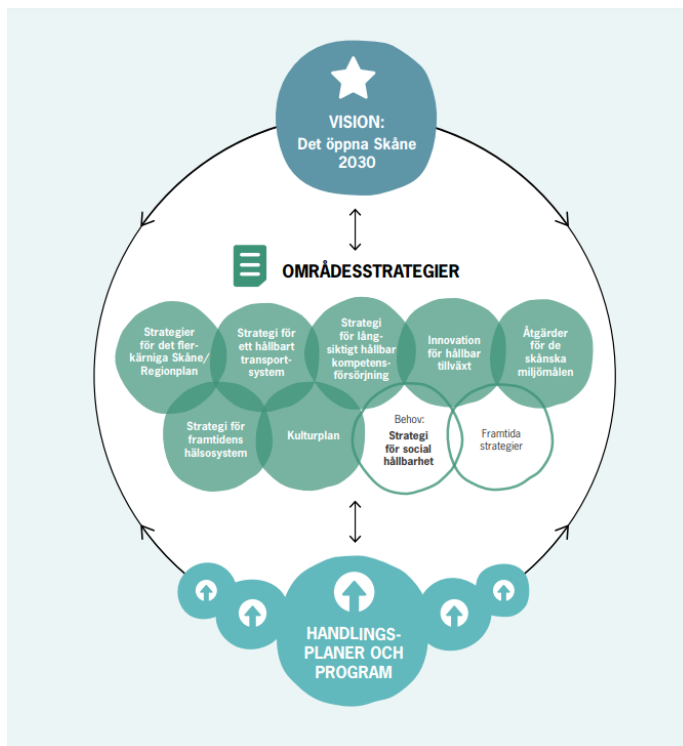 VISION:
Det öppna Skåne
2030
OMRÅDESSTRATEGIER
Strategier
för det fler-
kärniga Skåne/
Regionplan
Strategi för
ett hållbart
transport-
system
Strategi
för lång-
siktigt hållbar
kompetens-
försörjning
Innovation
för hållbar
tillväxt
Åtgärder
för de
skånska
miljömålen
Strategi för
framtidens
hälsosystem
Kulturplan
Behov:
Strategi
för social
hållbarhet
Framtida
strategier
HANDLINGS-
PLANER OCH
PROGRAM